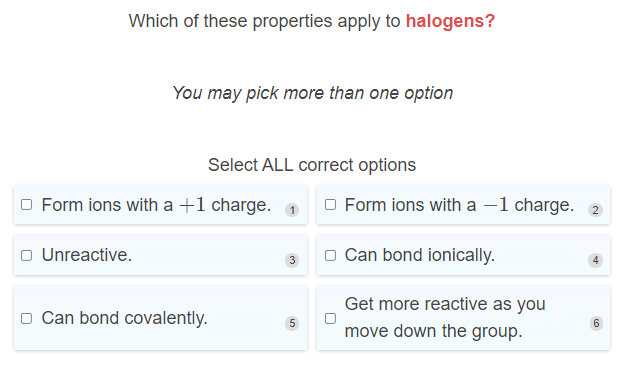 Which of these properties apply to halogens?
You may pick more than one option
Select ALL correct options
Form ions with a +1 charge. 1
Form ions with a −1 charge. 2
Unreactive. 3
Can bond ionically. 4
Can bond covalently. 5
Get more reactive as you
move down the group. 6